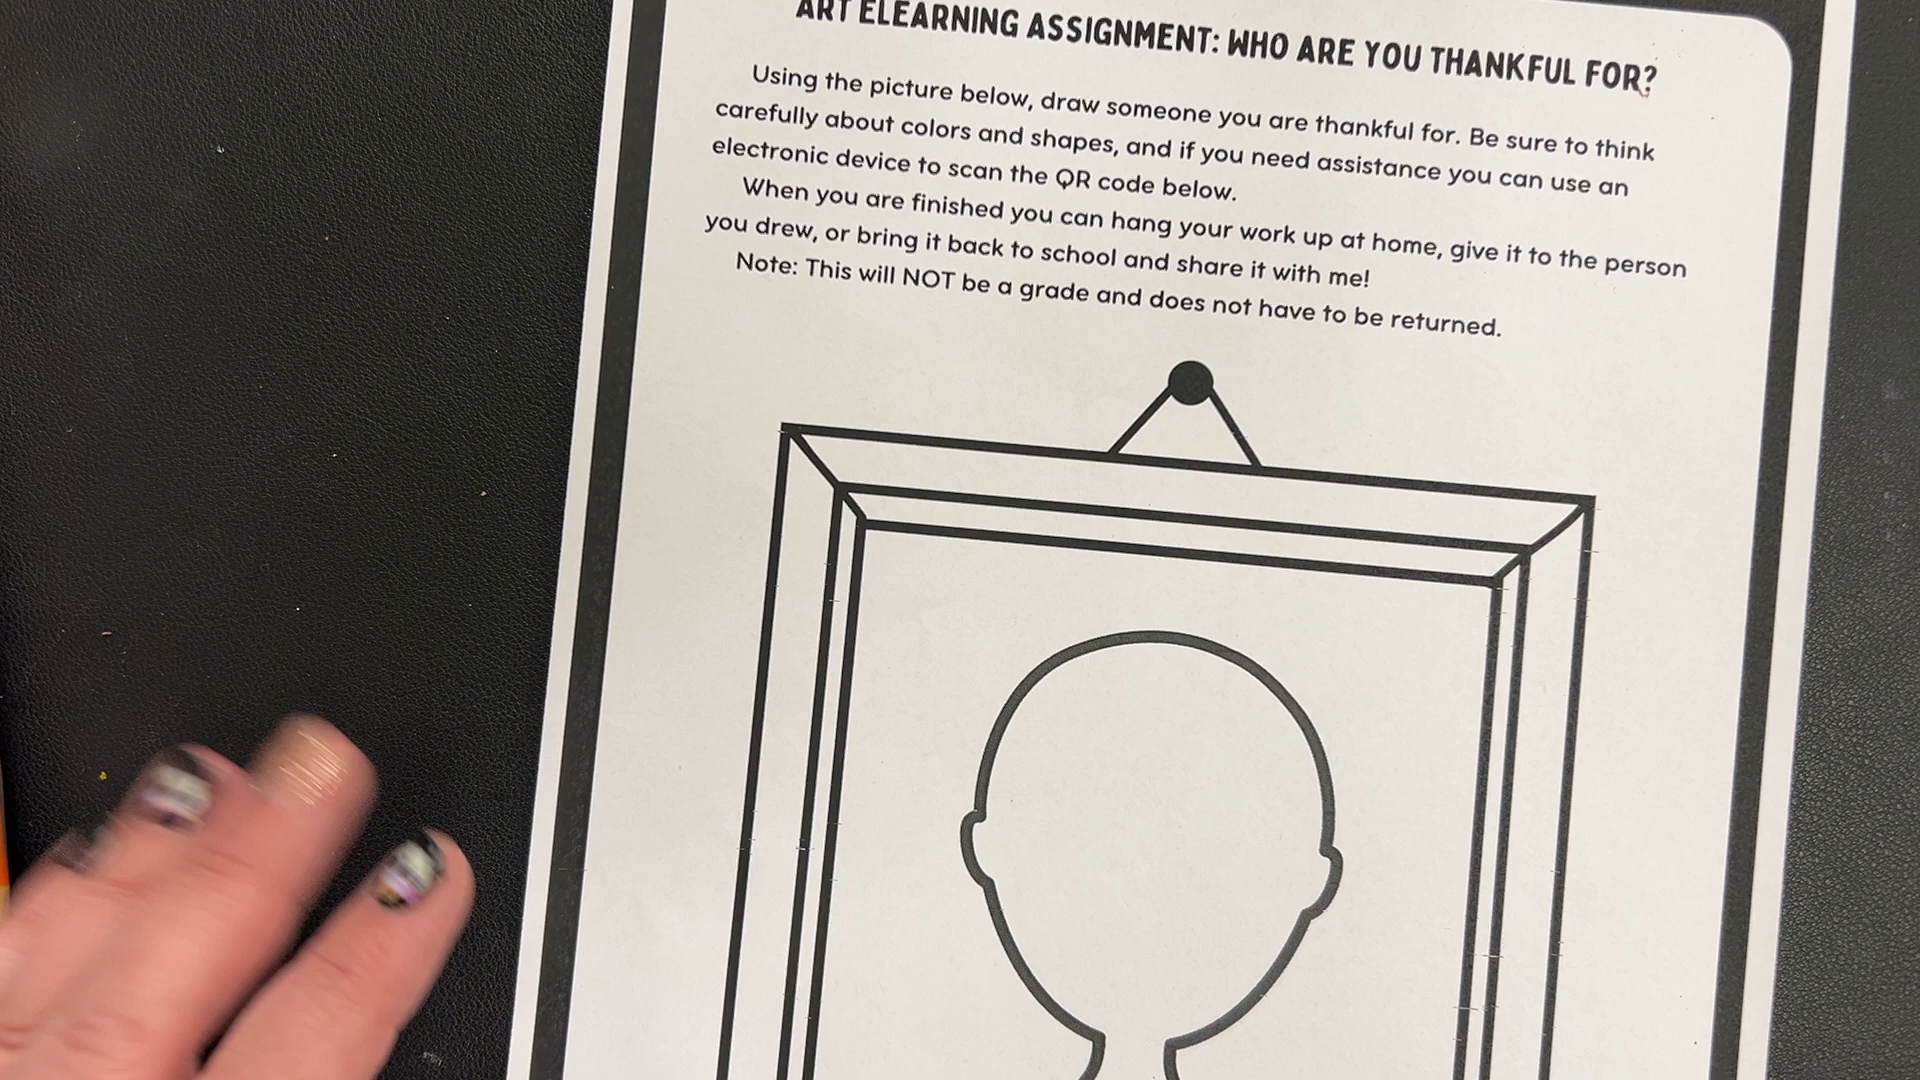 ART ELEARNING ASSIGNMENT: WHO ARE YOU THANKFUL FOR?
Using the picture below, draw someone you are thankful for. Be sure to think
carefully about colors and shapes, and if you need assistance you can use an
electronic device to scan the QR code below.
When you are finished you can hang your work up at home, give it to the person
you drew, or bring it back to school and share it with me!
Note: This will NOT be a grade and does not have to be returned.